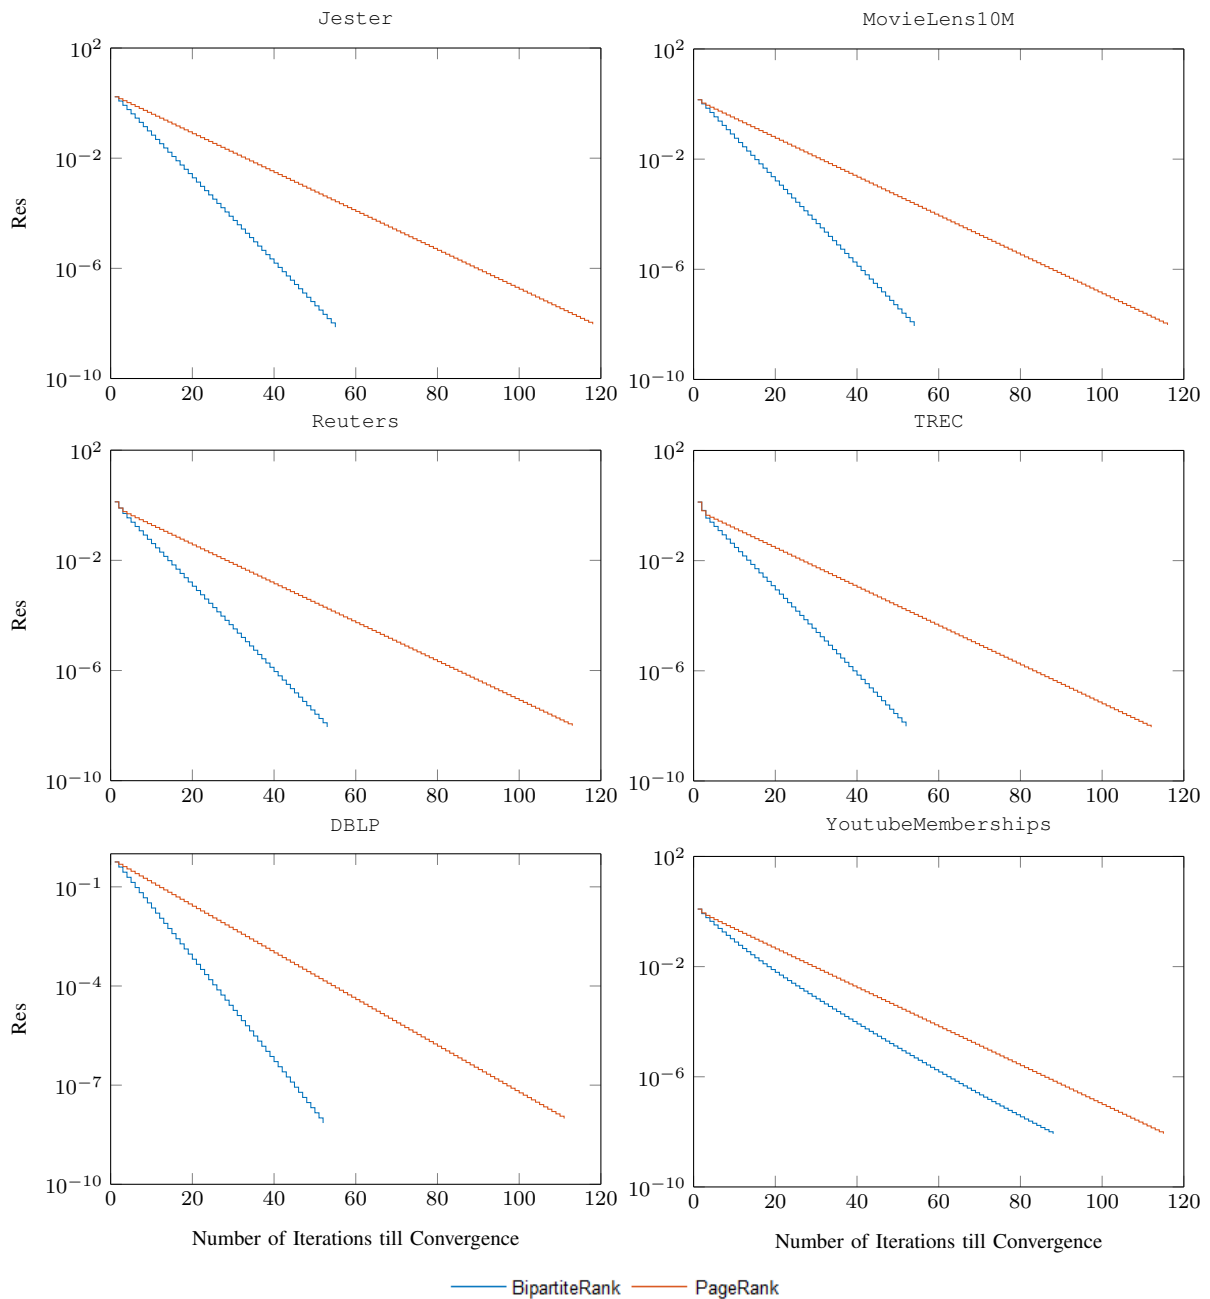 Jester
MovieLens10M
10^2
10^−2
10^−6
10^−10
Res
0 20 40 60 80 100 120
10^2
10^−2
10^−6
10^−10
0 20 40 60 80 100 120
Reuters
TREC
10^2
10^−2
10^−6
10^−10
Res
0 20 40 60 80 100 120
10^2
10^−2
10^−6
10^−10
0 20 40 60 80 100 120
DBLP
YoutubeMemberships
10^−1
10^−4
10^−7
10^−10
Res
0 20 40 60 80 100 120
10^2
10^−2
10^−6
10^−10
0 20 40 60 80 100 120
Number of Iterations till Convergence
Number of Iterations till Convergence
BipartiteRank PageRank